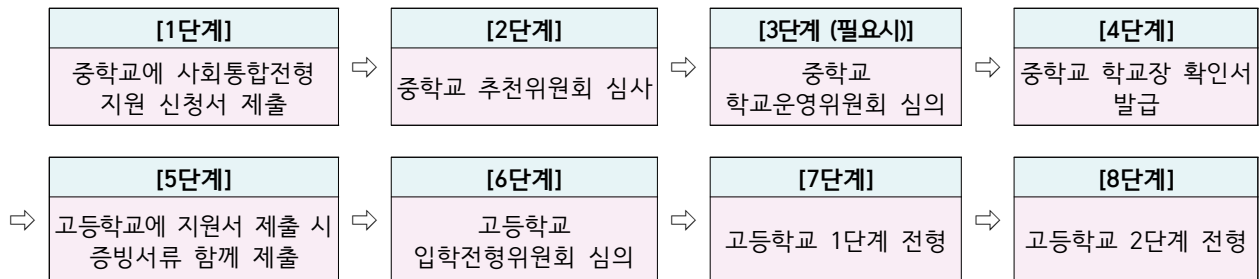 [1단계]
중학교에 사회통합전형
지원 신청서 제출
⇨
[2단계]
중학교 추천위원회 심사
⇨
[3단계 (필요시)]
중학교
학교운영위원회 심의
⇨
[4단계]
중학교 학교장 확인서
발급
⇨
[5단계]
고등학교에 지원서 제출 시
증빙서류 함께 제출
⇨
[6단계]
고등학교
입학전형위원회 심의
⇨
[7단계]
고등학교 1단계 전형
⇨
[8단계]
고등학교 2단계 전형